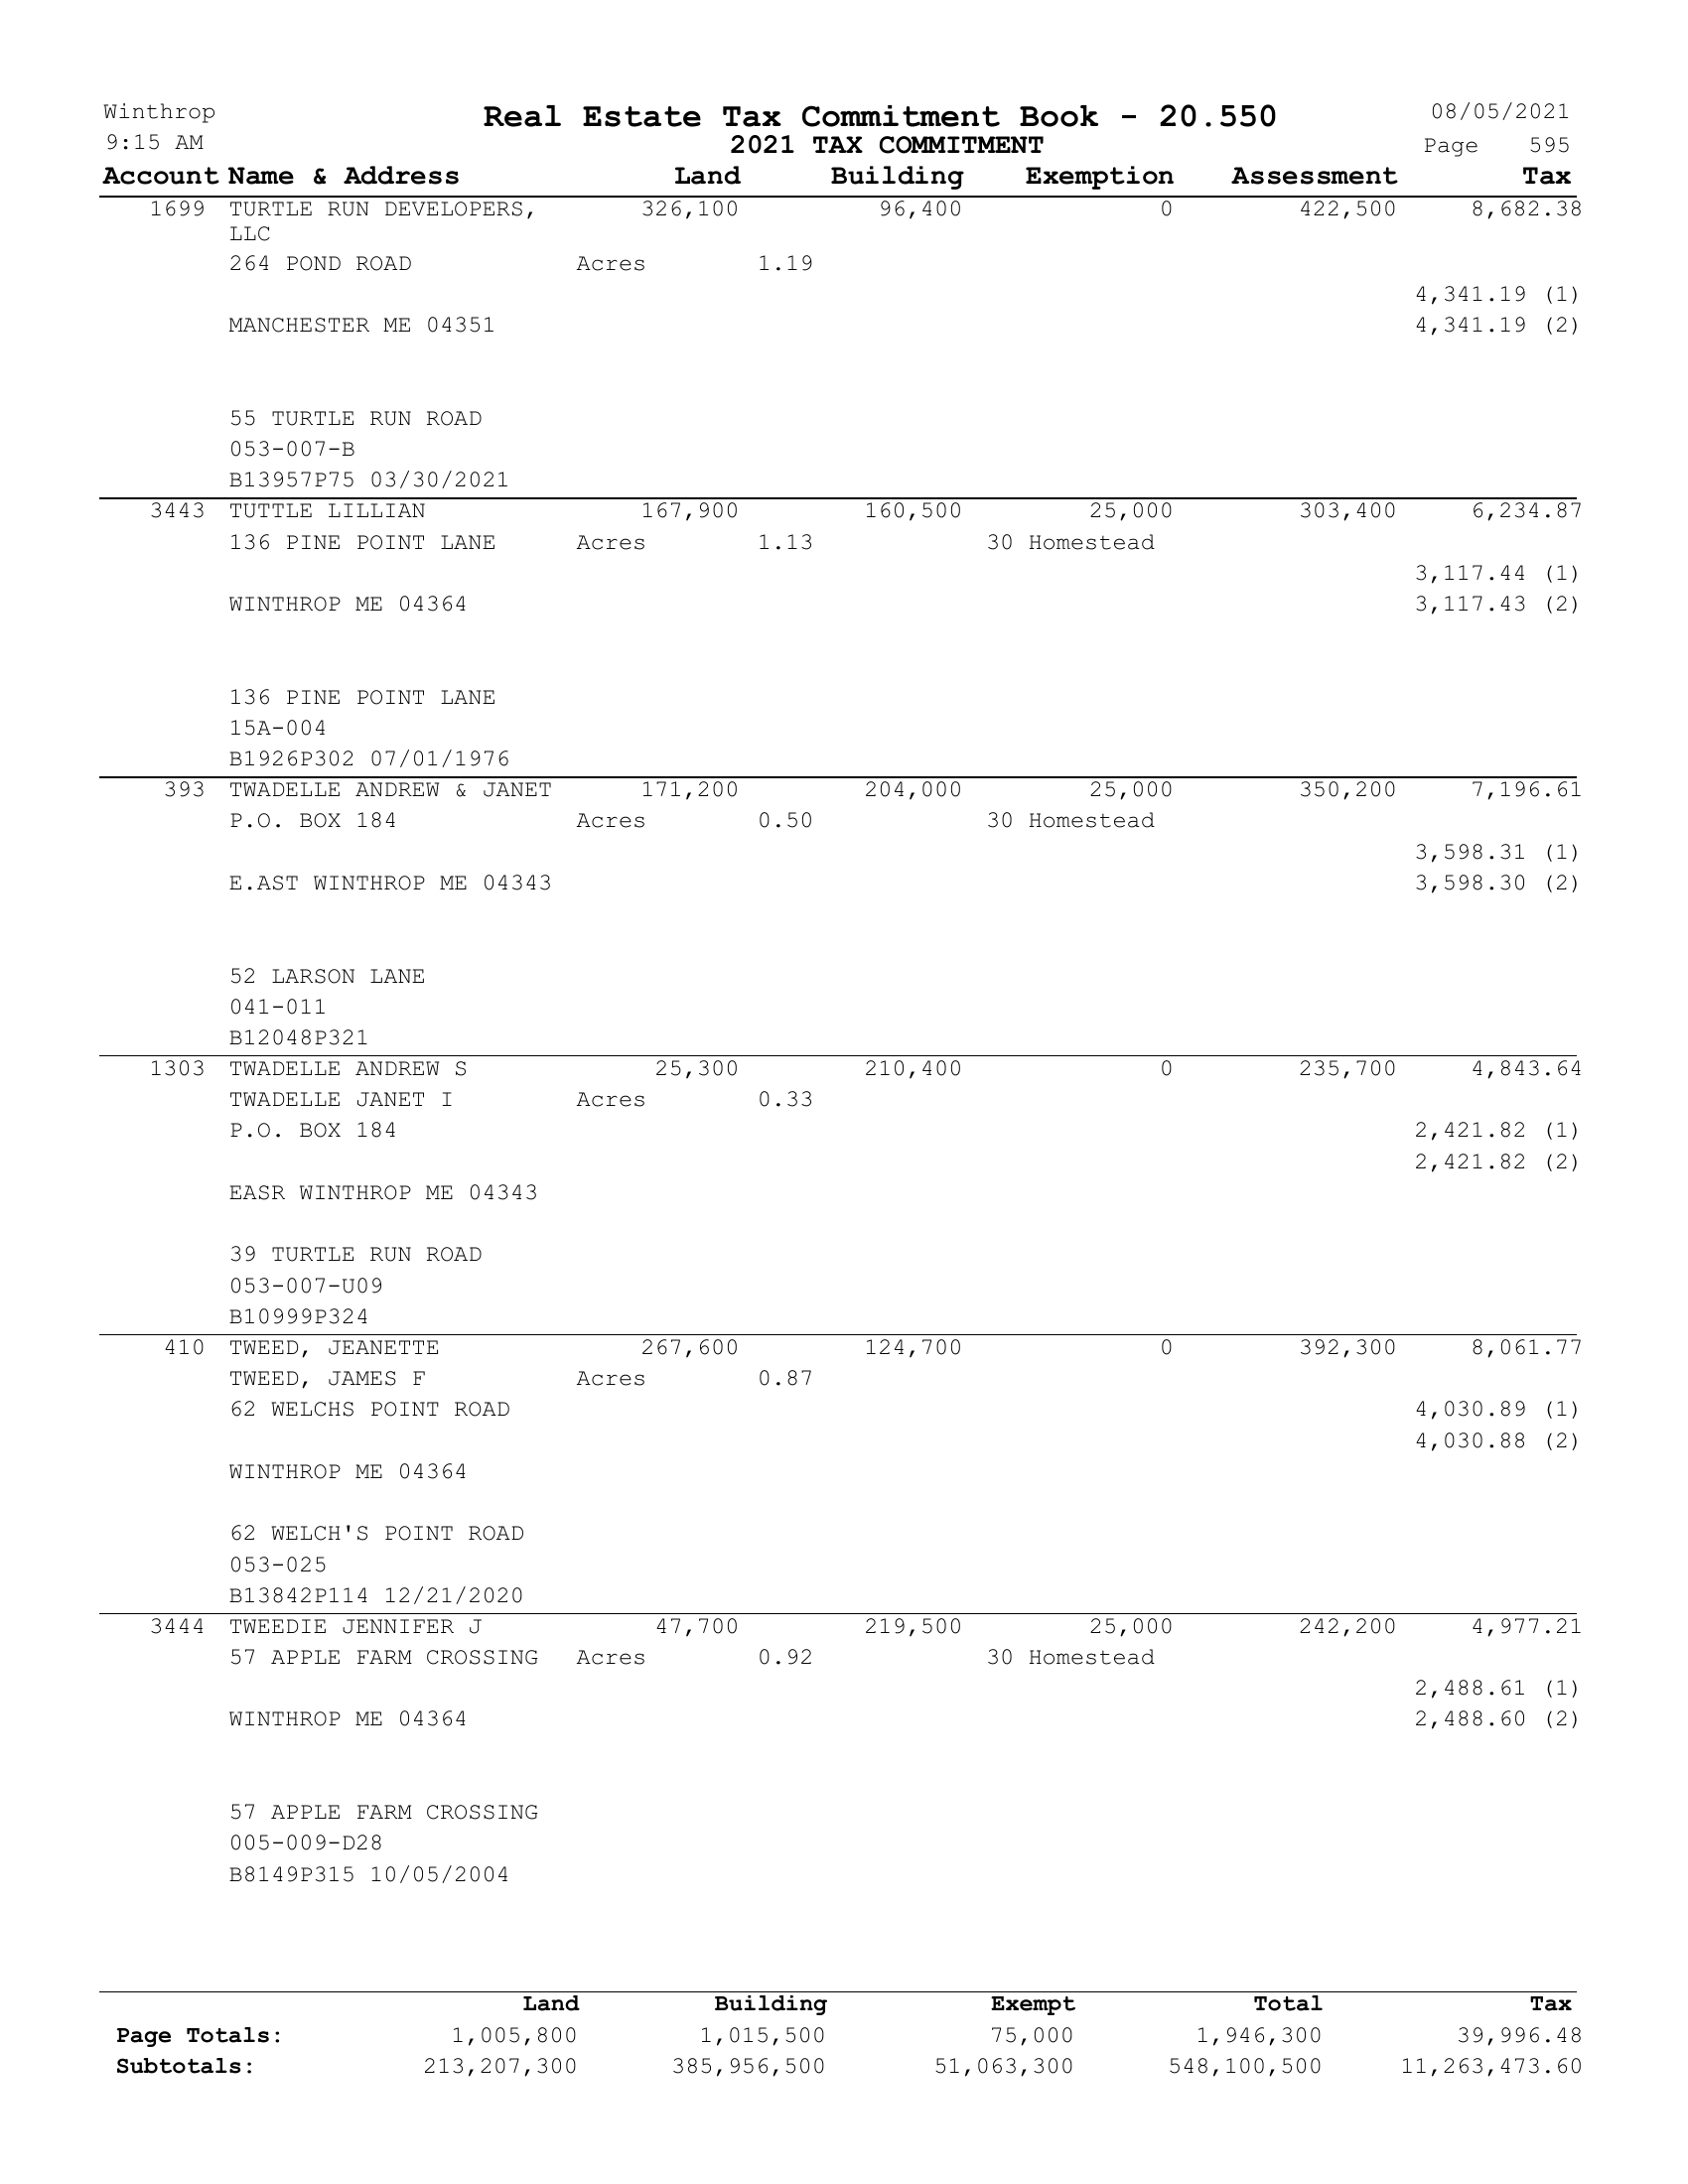 Winthrop Real Estate Tax Commitment Book - 20.550 08/05/2021
9:15 AM 2021 TAX COMMITMENT Page 595
Account Name & Address Land Building Exemption Assessment Tax
1699 TURTLE RUN DEVELOPERS, 326,100 96,400 0 422,500 8,682.38
LLC
264 POND ROAD Acres 1.19
4,341.19 (1)
MANCHESTER ME 04351 4,341.19 (2)
55 TURTLE RUN ROAD
053-007-B
B13957P75 03/30/2021
3443 TUTTLE LILLIAN 167,900 160,500 25,000 303,400 6,234.87
136 PINE POINT LANE Acres 1.13 30 Homestead
3,117.44 (1)
WINTHROP ME 04364 3,117.43 (2)
136 PINE POINT LANE
15A-004
B1926P302 07/01/1976
393 TWADELLE ANDREW & JANET 171,200 204,000 25,000 350,200 7,196.61
P.O. BOX 184 Acres 0.50 30 Homestead
3,598.31 (1)
E.AST WINTHROP ME 04343 3,598.30 (2)
52 LARSON LANE
041-011
B12048P321
1303 TWADELLE ANDREW S 25,300 210,400 0 235,700 4,843.64
TWADELLE JANET I Acres 0.33
P.O. BOX 184 2,421.82 (1)
2,421.82 (2)
EASR WINTHROP ME 04343
39 TURTLE RUN ROAD
053-007-U09
B10999P324
410 TWEED, JEANETTE 267,600 124,700 0 392,300 8,061.77
TWEED, JAMES F Acres 0.87
62 WELCHS POINT ROAD 4,030.89 (1)
4,030.88 (2)
WINTHROP ME 04364
62 WELCH'S POINT ROAD
053-025
B13842P114 12/21/2020
3444 TWEEDIE JENNIFER J 47,700 219,500 25,000 242,200 4,977.21
57 APPLE FARM CROSSING Acres 0.92 30 Homestead
2,488.61 (1)
WINTHROP ME 04364 2,488.60 (2)
57 APPLE FARM CROSSING
005-009-D28
B8149P315 10/05/2004
Land Building Exempt Total Tax
Page Totals: 1,005,800 1,015,500 75,000 1,946,300 39,996.48
Subtotals: 213,207,300 385,956,500 51,063,300 548,100,500 11,263,473.60